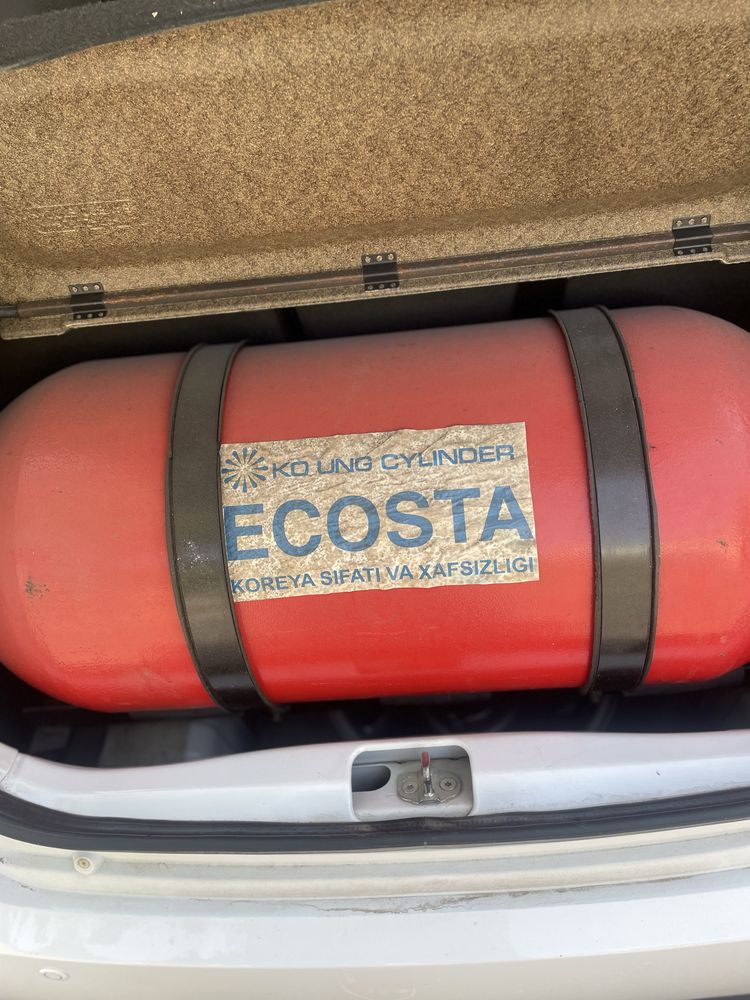 KO UNG CYLINDER
ECOSTA
KOREYA SIFATI VA XAFSIZLIGI